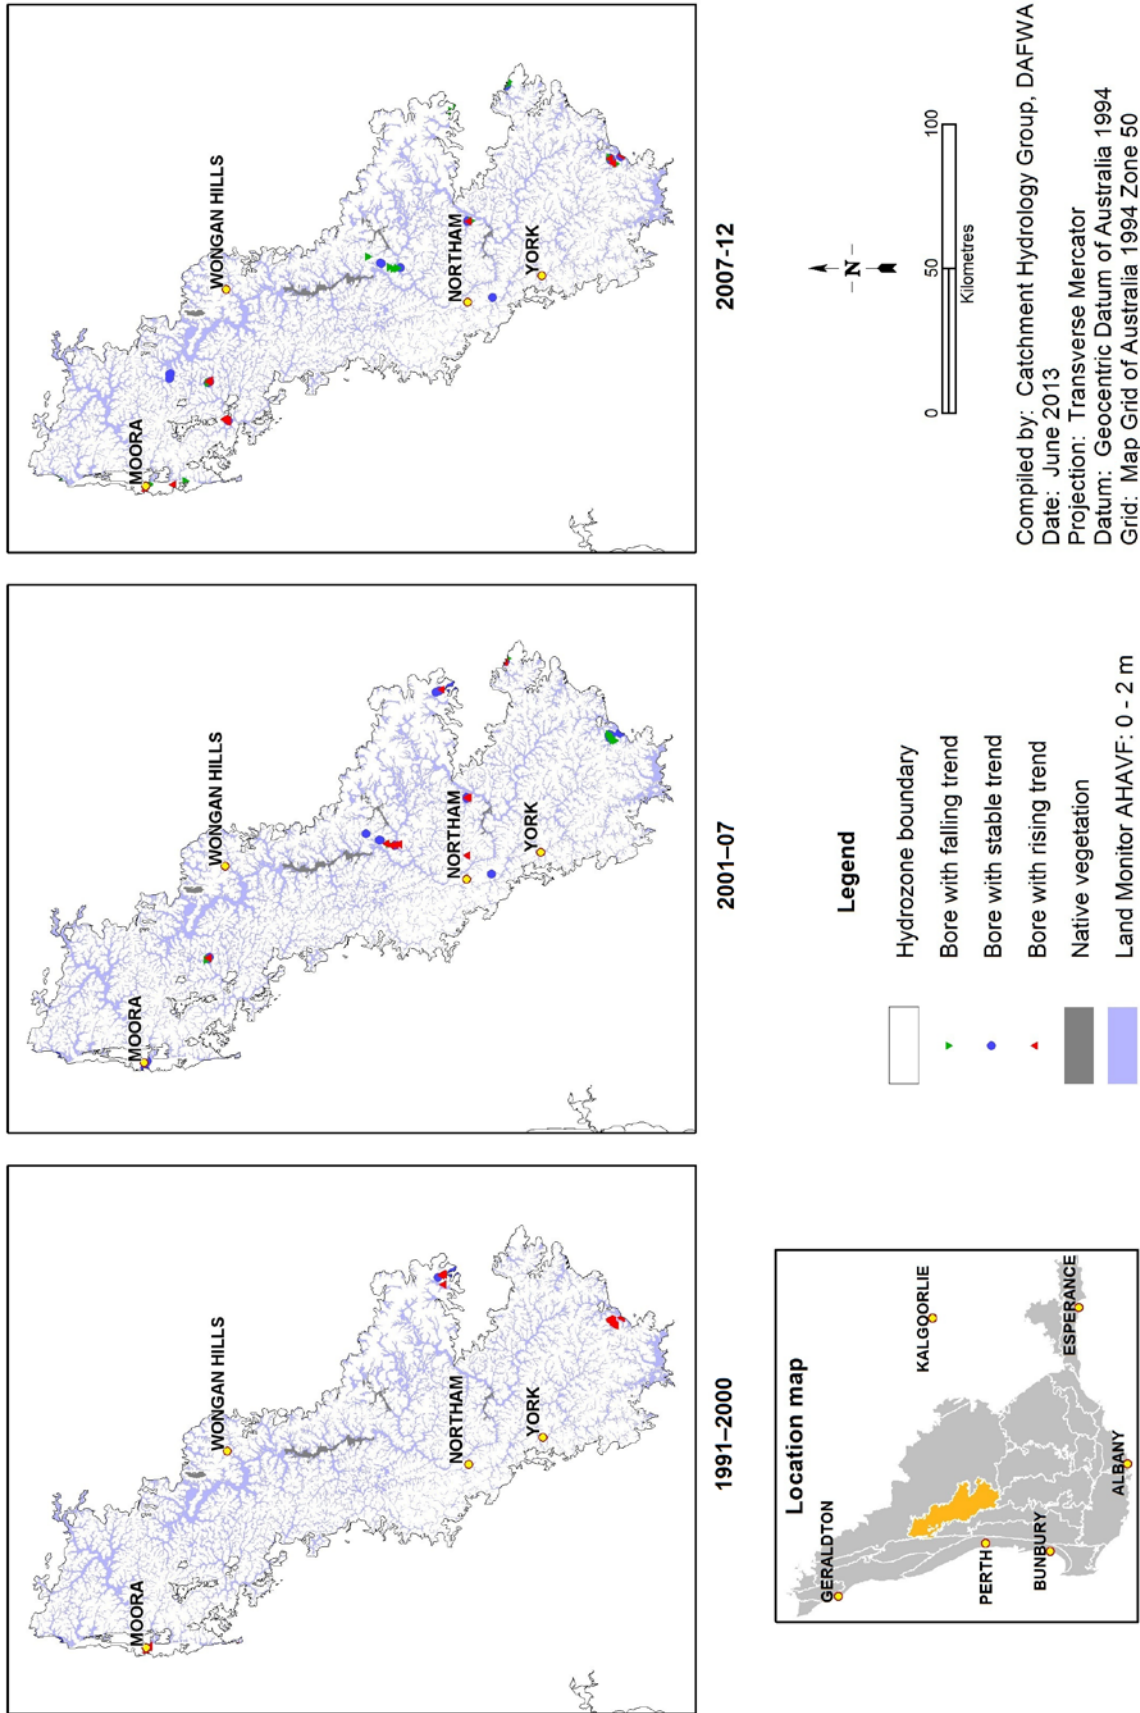 MOORA
WONGAN HILLS
NORTHAM
YORK
1991–2000
MOORA
WONGAN HILLS
NORTHAM
YORK
2001–07
MOORA
WONGAN HILLS
NORTHAM
YORK
2007-12
Location map
GERALDTON
KALGOORLIE
PERTH
BUNBURY
ESPERANCE
ALBANY
Legend
Hydrozone boundary
Bore with falling trend
Bore with stable trend
Bore with rising trend
Native vegetation
Land Monitor AHAVF: 0 - 2 m
N
0 50 100
Kilometres
Compiled by: Catchment Hydrology Group, DAFWA
Date: June 2013
Projection: Transverse Mercator
Datum: Geocentric Datum of Australia 1994
Grid: Map Grid of Australia 1994 Zone 50